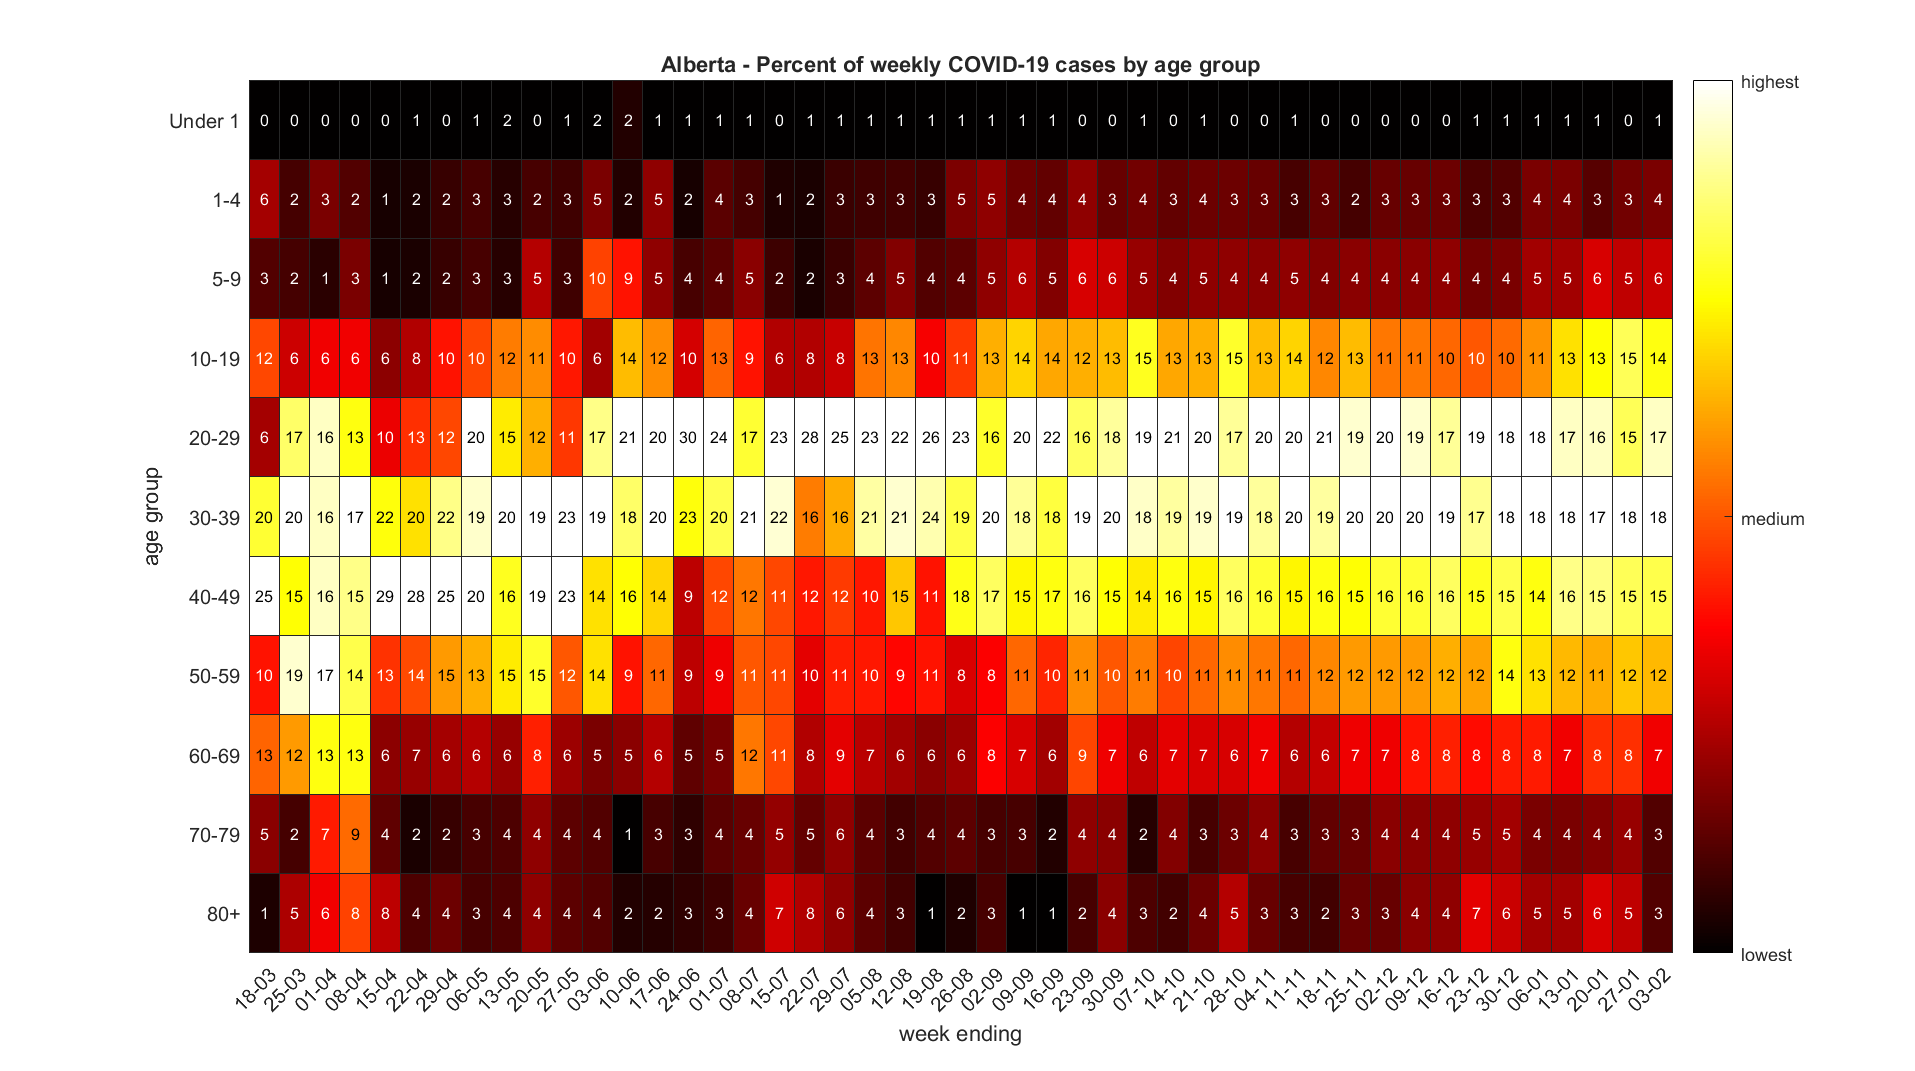 Alberta - Percent of weekly COVID-19 cases by age group
highest
Under 1 0 0 0 0 0 1 0 1 2 0 1 2 2 1 1 1 1 0 1 1 1 1 1 1 1 1 1 0 0 1 0 1 0 0 1 0 0 0 0 0 1 1 1 1 1 0 1
1-4 6 2 3 2 1 2 2 3 3 2 3 5 2 5 2 4 3 1 2 3 3 3 3 5 5 4 4 4 3 4 3 4 3 3 3 3 2 3 3 3 3 3 4 4 3 3 4
5-9 3 2 1 3 1 2 2 3 3 5 3 10 9 5 4 4 5 2 2 3 4 5 4 4 5 6 5 6 6 5 4 5 4 4 5 4 4 4 4 4 4 4 5 5 6 5 6
10-19 12 6 6 6 6 8 10 10 12 11 10 6 14 12 10 13 9 6 8 8 13 13 10 11 13 14 14 12 13 15 13 13 15 13 14 12 13 11 11 10 10 10 11 13 13 15 14
20-29 6 17 16 13 10 13 12 20 15 12 11 17 21 20 30 24 17 23 28 25 23 22 26 23 16 20 22 16 18 19 21 20 17 20 20 21 19 20 19 17 19 18 18 17 16 15 17
30-39 20 20 16 17 22 20 22 19 20 19 23 19 18 20 23 20 21 22 16 16 21 21 24 19 20 18 18 19 20 18 19 19 19 18 20 19 20 20 20 19 17 18 18 18 17 18 18
medium
40-49 25 15 16 15 29 28 25 20 16 19 23 14 16 14 9 12 12 11 12 12 10 15 11 18 17 15 17 16 15 14 16 15 16 16 15 16 15 16 16 16 15 15 14 16 15 15 15
50-59 10 19 17 14 13 14 15 13 15 15 12 14 9 11 9 9 11 11 10 11 10 9 11 8 8 11 10 11 10 11 10 11 11 11 11 12 12 12 12 12 12 14 13 12 11 12 12
60-69 13 12 13 13 6 7 6 6 6 8 6 5 5 6 5 5 12 11 8 9 7 6 6 6 8 7 6 9 7 6 7 7 6 7 6 6 7 7 8 8 8 8 8 7 8 8 7
70-79 5 2 7 9 4 2 2 3 4 4 4 4 1 3 3 4 4 5 5 6 4 3 4 4 3 3 2 4 4 2 4 3 3 4 3 3 3 4 4 4 5 5 4 4 4 4 3
80+ 1 5 6 8 8 4 4 3 4 4 4 4 2 2 3 3 4 7 8 6 4 3 1 2 3 1 1 2 4 3 2 4 5 3 3 2 3 3 4 4 7 6 5 5 6 5 3
lowest
age group
18-03 25-03 01-04 08-04 15-04 22-04 29-04 06-05 13-05 20-05 27-05 03-06 10-06 17-06 24-06 01-07 08-07 15-07 22-07 29-07 05-08 12-08 19-08 26-08 02-09 09-09 16-09 23-09 30-09 07-10 14-10 21-10 28-10 04-11 11-11 18-11 25-11 02-12 09-12 16-12 23-12 30-12 06-01 13-01 20-01 27-01 03-02
week ending